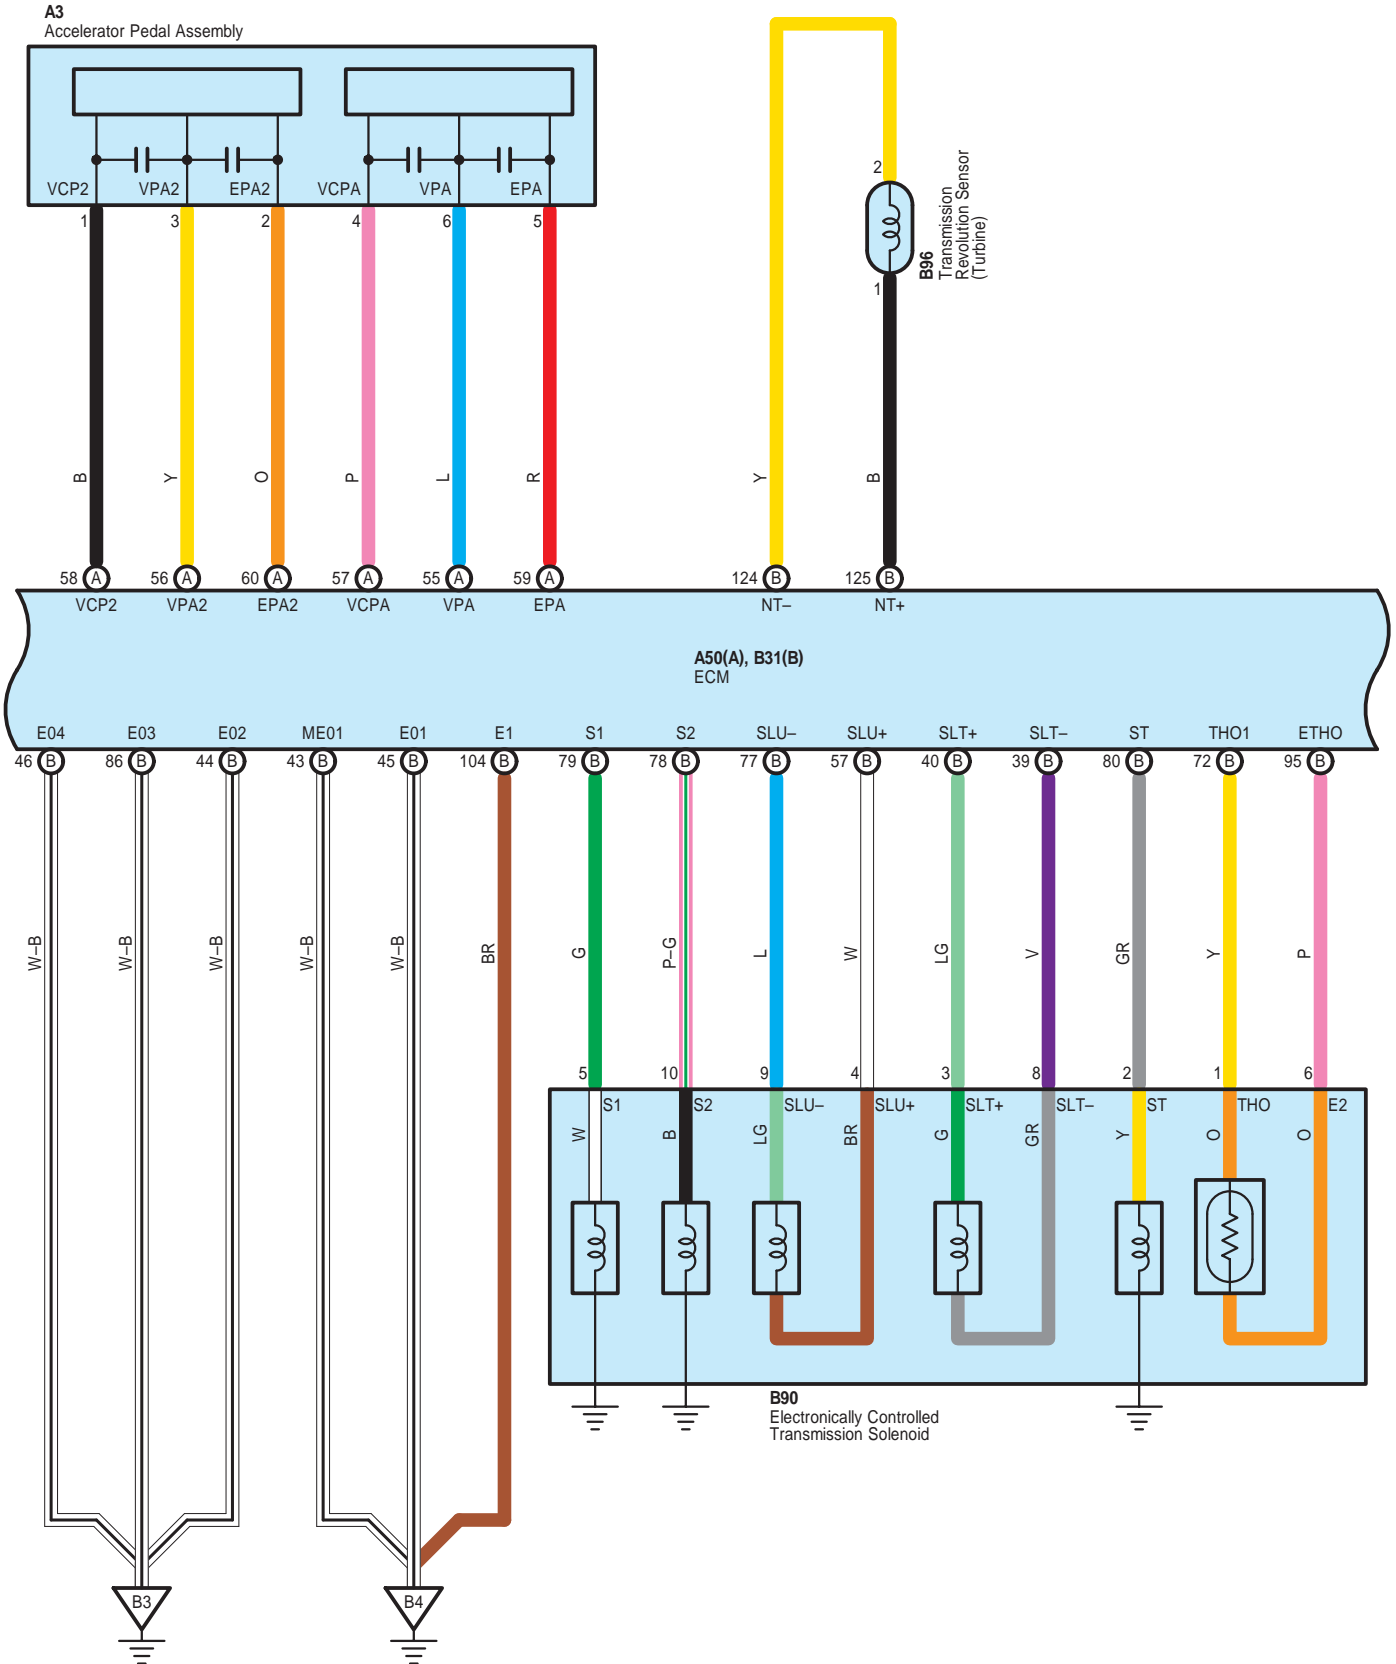 A3
Accelerator Pedal Assembly
VCP2 VPA2 EPA2 VCPA VPA EPA
1 3 2 4 6 5
2
B96
Transmission
Revolution Sensor
(Turbine)
1
B Y O P L R Y B
58 A 56 A 60 A 57 A 55 A 59 A 124 B 125 B
VCP2 VPA2 EPA2 VCPA VPA EPA NT– NT+
A50(A), B31(B)
ECM
E04 E03 E02 ME01 E01 E1 S1 S2 SLU– SLU+ SLT+ SLT– ST THO1 ETHO
46 B 86 B 44 B 43 B 45 B 104 B 79 B 78 B 77 B 57 B 40 B 39 B 80 B 72 B 95 B
W–B W–B W–B W–B W–B BR G P–G L W LG V GR Y P
5 10 9 4 3 8 2 1 6
S1 S2 SLU– SLU+ SLT+ SLT– ST THO E2
W B LG BR G GR Y O O
B90
Electronically Controlled
Transmission Solenoid
B3 B4